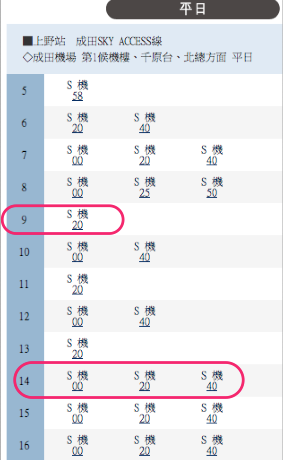 平日
■上野站 成田SKY ACCESS線
◇成田機場 第1候機樓、千原台、北總方面 平日
5 S 機 58
6 S 機 20 S 機 40
7 S 機 00 S 機 20 S 機 40
8 S 機 00 S 機 25 S 機 50
9 S 機 20
10 S 機 00 S 機 40
11 S 機 20
12 S 機 00 S 機 40
13 S 機 20
14 S 機 00 S 機 20 S 機 40
15 S 機 00 S 機 20 S 機 40
16 S 機 00 S 機 20 S 機 40